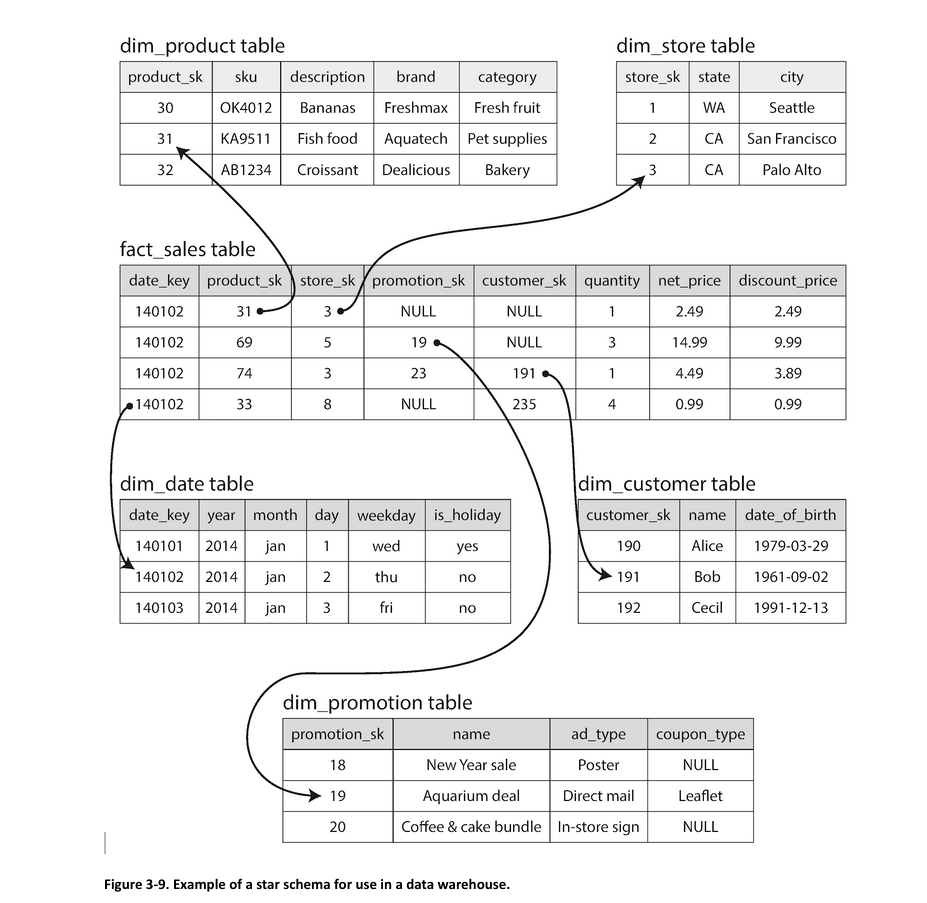 dim_product table
product_sk sku description brand category
30 OK4012 Bananas Freshmax Fresh fruit
31 KA9511 Fish food Aquatech Pet supplies
32 AB1234 Croissant Dealicious Bakery
dim_store table
store_sk state city
1 WA Seattle
2 CA San Francisco
3 CA Palo Alto
fact_sales table
date_key product_sk store_sk promotion_sk customer_sk quantity net_price discount_price
140102 31 3 NULL NULL 1 2.49 2.49
140102 69 5 19 NULL 3 14.99 9.99
140102 74 3 23 191 1 4.49 3.89
140102 33 8 NULL 235 4 0.99 0.99
dim_date table
date_key year month day weekday is_holiday
140101 2014 jan 1 wed yes
140102 2014 jan 2 thu no
140103 2014 jan 3 fri no
dim_customer table
customer_sk name date_of_birth
190 Alice 1979-03-29
191 Bob 1961-09-02
192 Cecil 1991-12-13
dim_promotion table
promotion_sk name ad_type coupon_type
18 New Year sale Poster NULL
19 Aquarium deal Direct mail Leaflet
20 Coffee & cake bundle In-store sign NULL
Figure 3-9. Example of a star schema for use in a data warehouse.